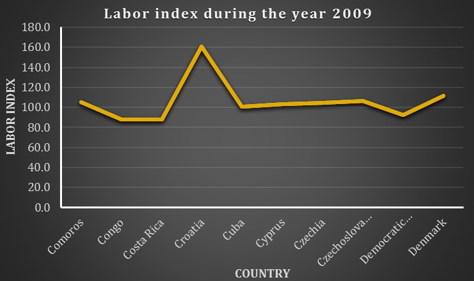 Labor index during the year 2009
180.0
160.0
140.0
120.0
100.0
80.0
60.0
40.0
20.0
0.0
LABOR INDEX
Comoros
Congo
Costa Rica
Croatia
Cuba
Cyprus
Czechia
Czechoslova...
Democratic...
Denmark
COUNTRY